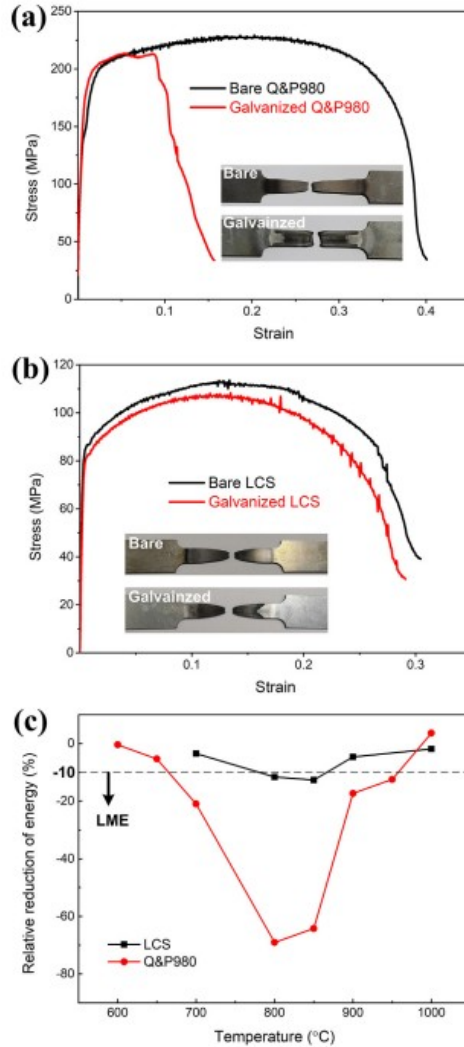 (a)
250
200
150
100
50
0
Stress (MPa)
Bare Q&P980
Galvanized Q&P980
Bare
Galvainzed
0.1
0.2
0.3
0.4
Strain
(b)
120
100
80
60
40
20
0
Stress (MPa)
Bare LCS
Galvanized LCS
Bare
Galvainzed
0.0
0.1
0.2
0.3
Strain
(c)
0
-10
-20
-40
-60
-80
Relative reduction of energy (%)
LME
LCS
Q&P980
600
700
800
900
1000
Temperature (°C)